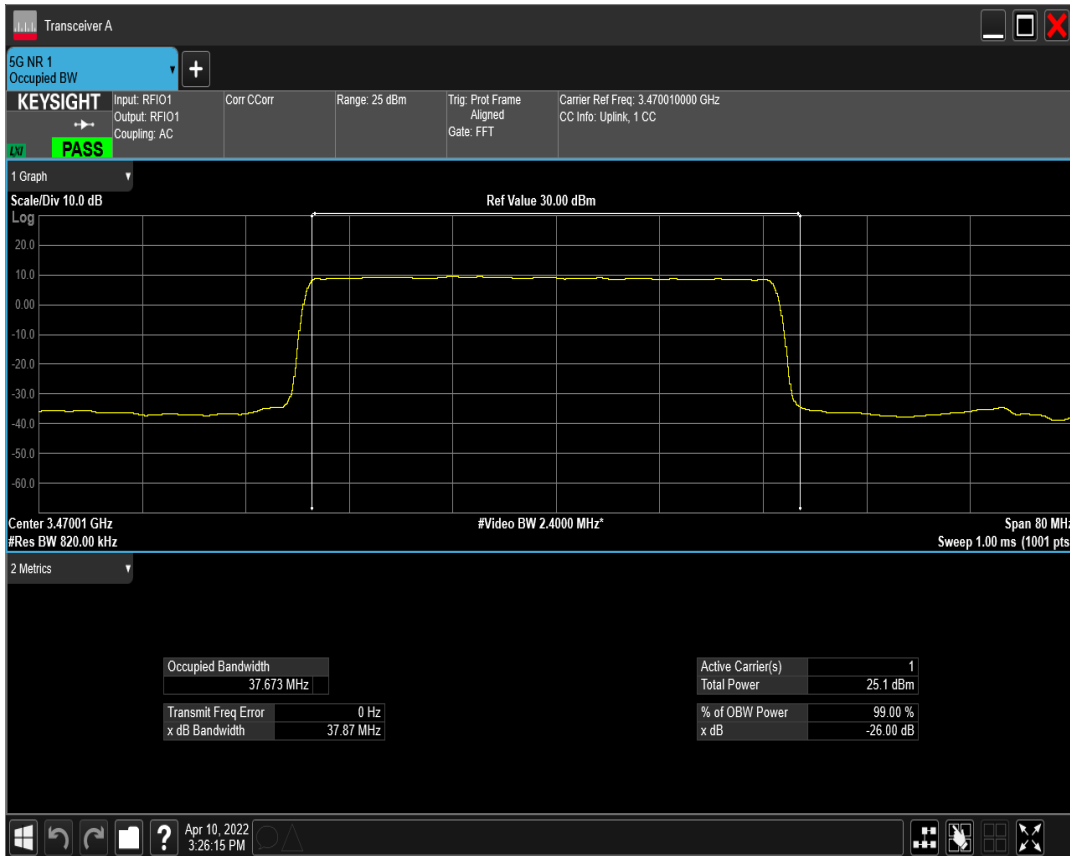 Transceiver A
5G NR 1
Occupied BW
KEYSIGHT
LXI
PASS
Input: RFIO1
Output: RFIO1
Coupling: AC
Corr CCorr
Range: 25 dBm
Trig: Prot Frame
Aligned
Gate: FFT
Carrier Ref Freq: 3.470010000 GHz
CC Info: Uplink, 1 CC
1 Graph
Scale/Div 10.0 dB
Ref Value 30.00 dBm
Log
20.0
10.0
0.00
-10.0
-20.0
-30.0
-40.0
-50.0
-60.0
Center 3.47001 GHz
#Video BW 2.4000 MHz*
Span 80 MHz
#Res BW 820.00 kHz
Sweep 1.00 ms (1001 pts
2 Metrics
Occupied Bandwidth
37.673 MHz
Transmit Freq Error 0 Hz
x dB Bandwidth 37.87 MHz
Active Carrier(s) 1
Total Power 25.1 dBm
% of OBW Power 99.00 %
x dB -26.00 dB
?
Apr 10, 2022
3:26:15 PM